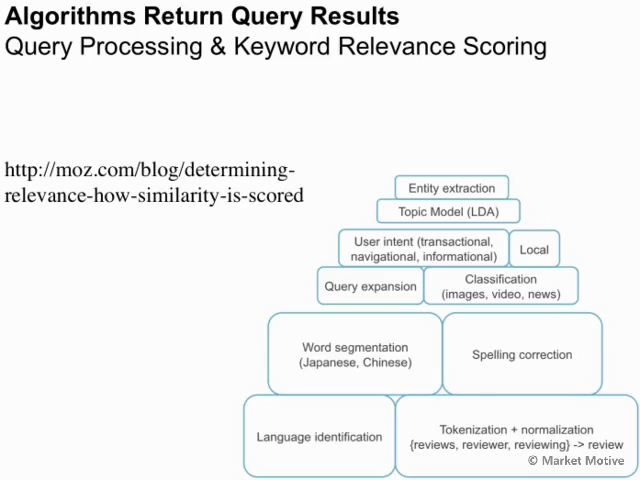 Algorithms Return Query Results
Query Processing & Keyword Relevance Scoring
http://moz.com/blog/determining-
relevance-how-similarity-is-scored
Entity extraction
Topic Model (LDA)
User intent (transactional,
navigational, informational)
Local
Query expansion
Classification
(images, video, news)
Word segmentation
(Japanese, Chinese)
Spelling correction
Language identification
Tokenization + normalization
{reviews, reviewer, reviewing} -> review
© Market Motive